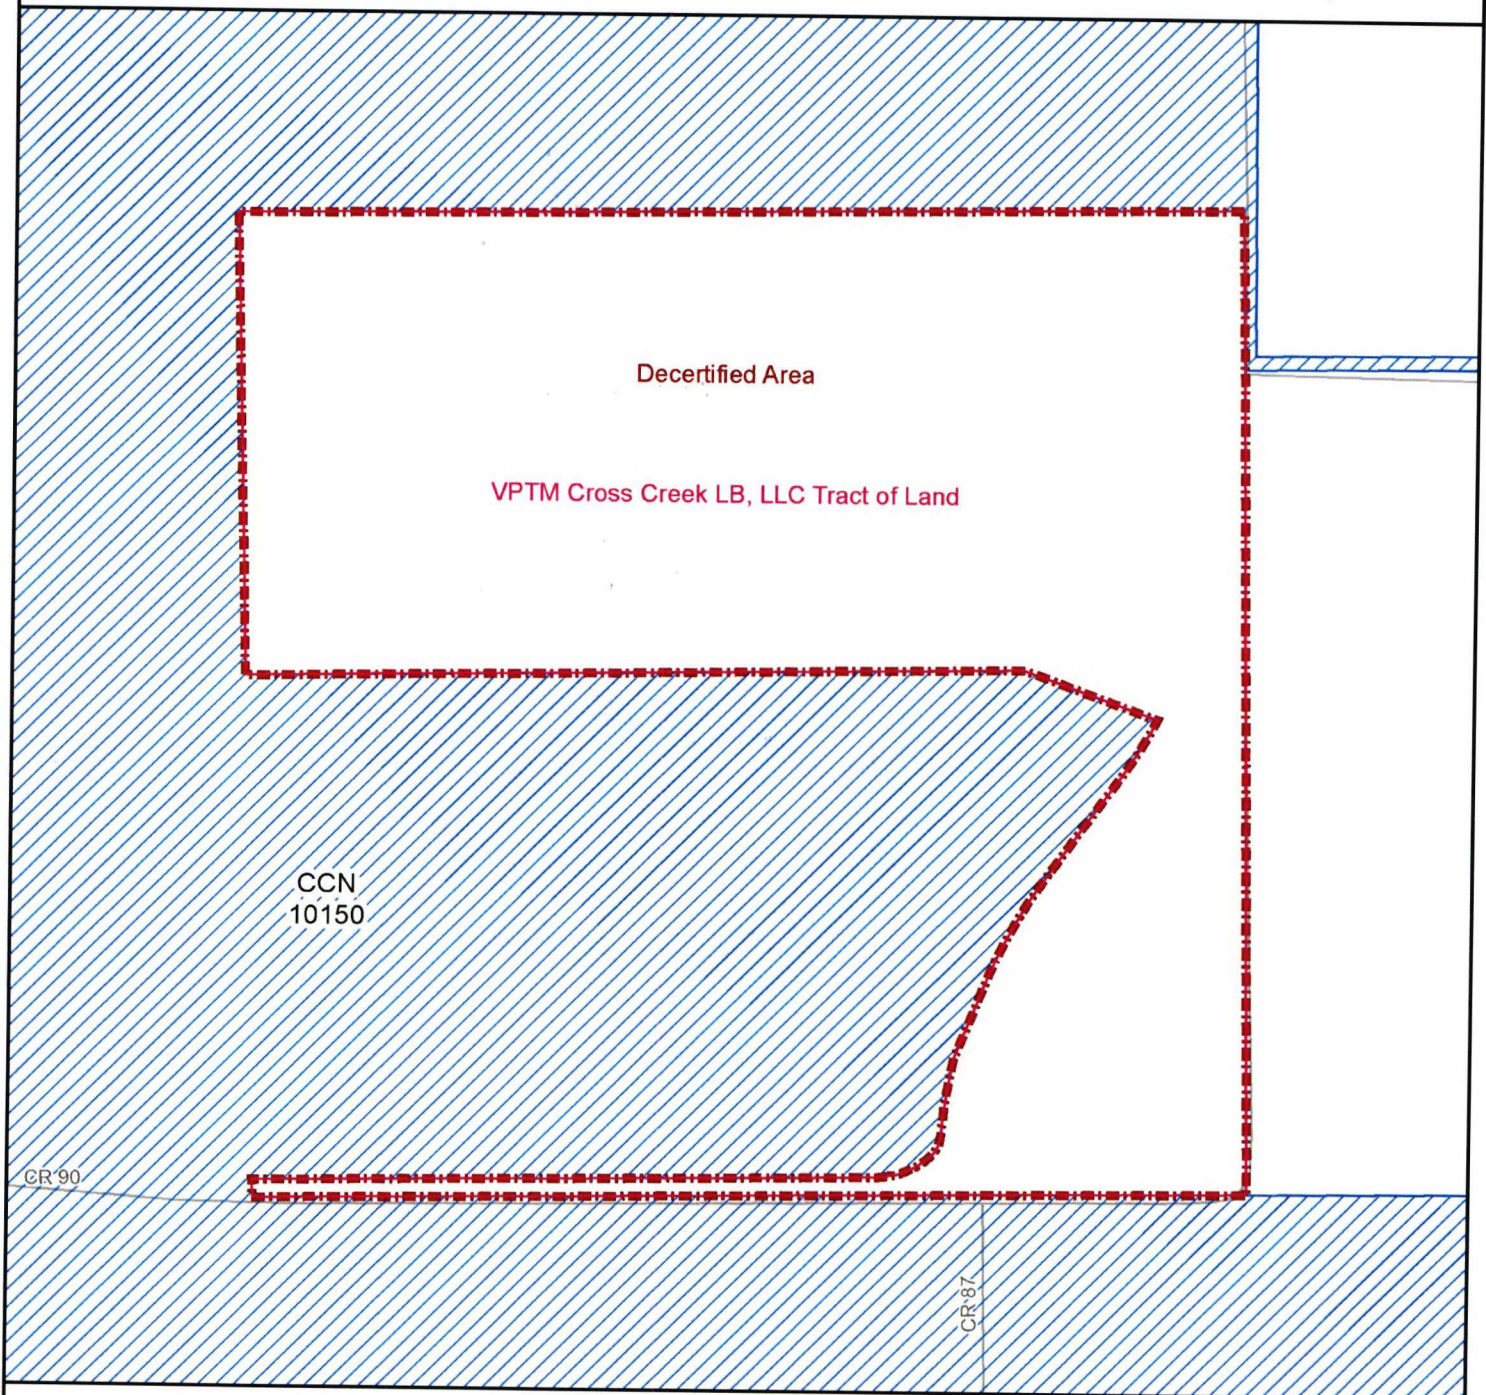 Decertified Area
VPTM Cross Creek LB, LLC Tract of Land
CCN
10150
CR 90
CR 87